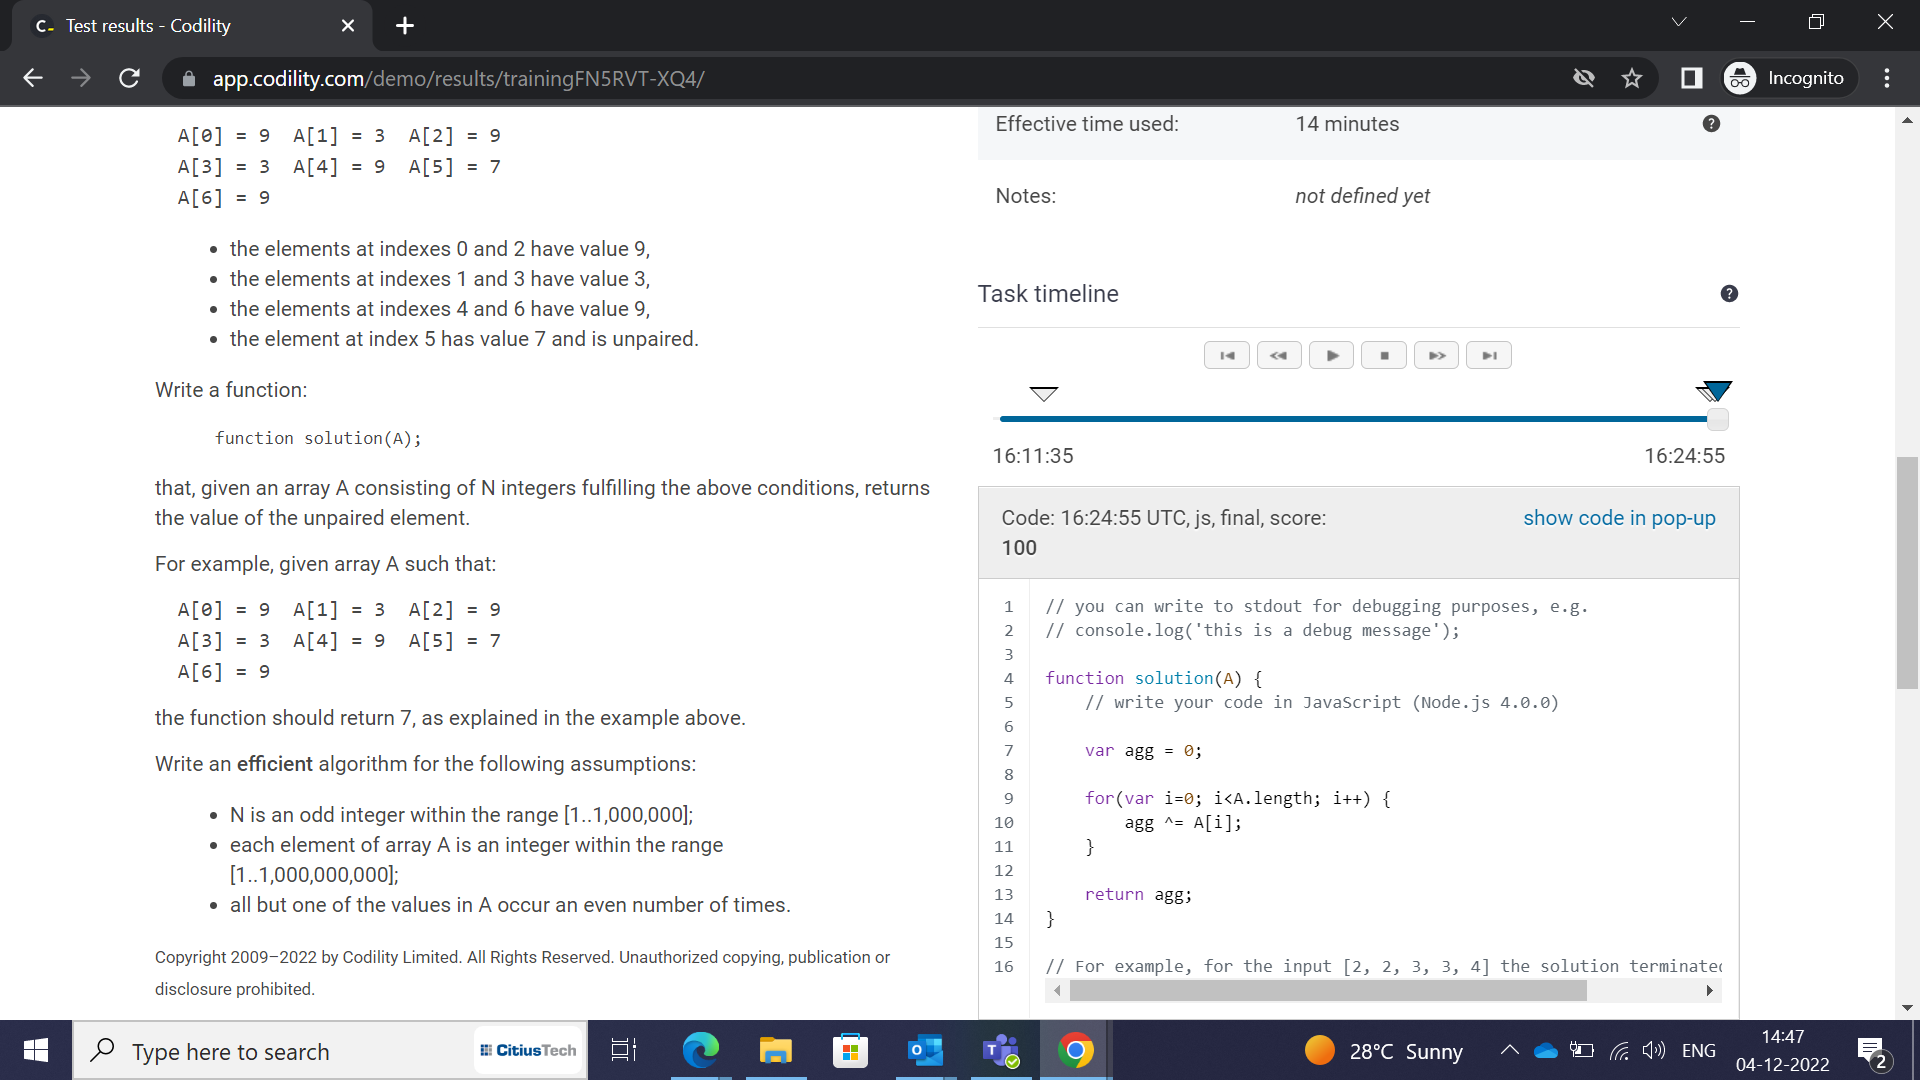 C- Test results - Codility
app.codility.com/demo/results/trainingFN5RVT-XQ4/
Incognito
A[0] = 9  A[1] = 3  A[2] = 9
A[3] = 3  A[4] = 9  A[5] = 7
A[6] = 9
• the elements at indexes 0 and 2 have value 9,
• the elements at indexes 1 and 3 have value 3,
• the elements at indexes 4 and 6 have value 9,
• the element at index 5 has value 7 and is unpaired.
Write a function:
function solution(A);
that, given an array A consisting of N integers fulfilling the above conditions, returns
the value of the unpaired element.
For example, given array A such that:
A[0] = 9  A[1] = 3  A[2] = 9
A[3] = 3  A[4] = 9  A[5] = 7
A[6] = 9
the function should return 7, as explained in the example above.
Write an efficient algorithm for the following assumptions:
• N is an odd integer within the range [1..1,000,000];
• each element of array A is an integer within the range
[1..1,000,000,000];
• all but one of the values in A occur an even number of times.
Copyright 2009–2022 by Codility Limited. All Rights Reserved. Unauthorized copying, publication or
disclosure prohibited.
Effective time used: 14 minutes ?
Notes: not defined yet
Task timeline ?
16:11:35 16:24:55
Code: 16:24:55 UTC, js, final, score: show code in pop-up
100
1 // you can write to stdout for debugging purposes, e.g.
2 // console.log('this is a debug message');
3
4 function solution(A) {
5     // write your code in JavaScript (Node.js 4.0.0)
6
7     var agg = 0;
8
9     for(var i=0; i<A.length; i++) {
10         agg ^= A[i];
11     }
12
13     return agg;
14 }
15
16 // For example, for the input [2, 2, 3, 3, 4] the solution terminated
Type here to search
CitiusTech
28°C Sunny
ENG
14:47
04-12-2022
2